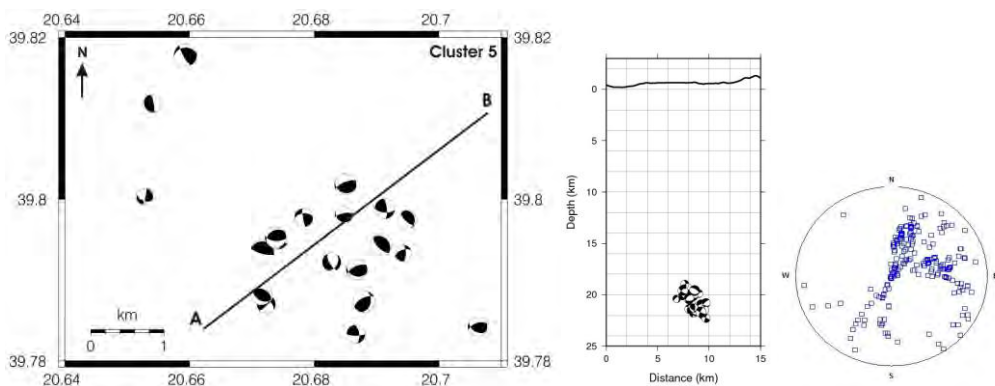 20.64 20.66 20.68 20.7
39.82 39.82
N
Cluster 5
B
39.8 39.8
A
km
0 1
39.78 39.78
20.64 20.66 20.68 20.7
0
5
10
15
20
25
Depth (km)
0 5 10 15
Distance (km)
N
W
S